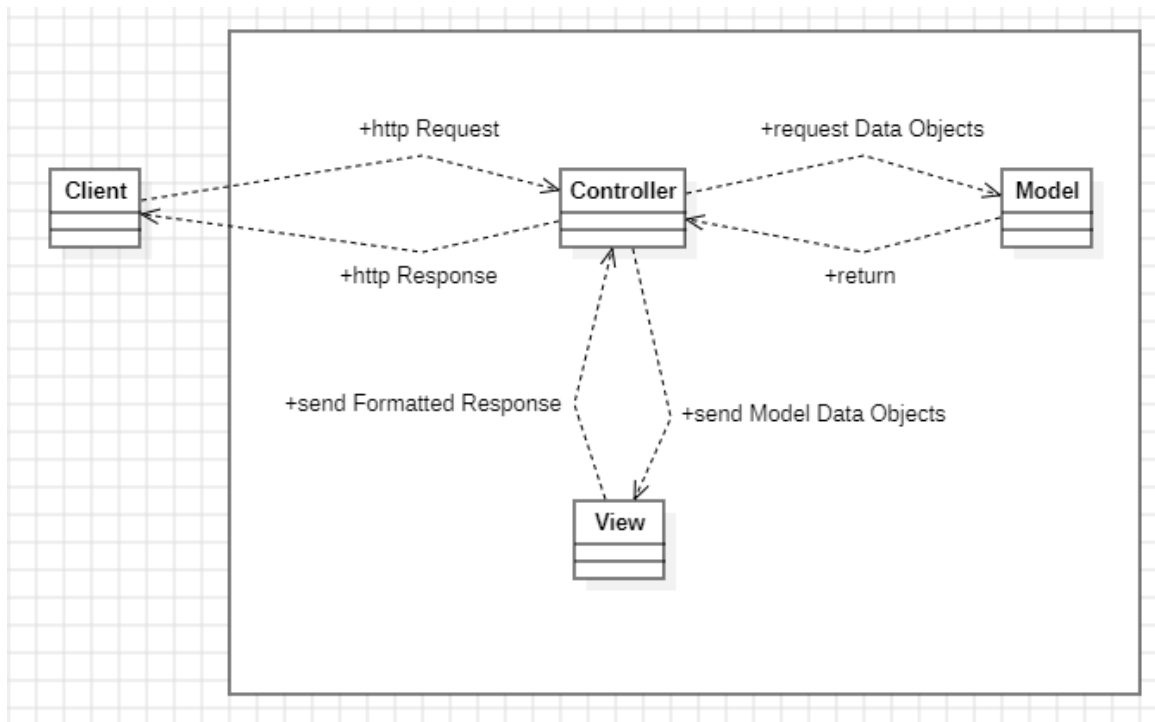 +http Request
+request Data Objects
Client
Controller
Model
+http Response
+return
+send Formatted Response
+send Model Data Objects
View